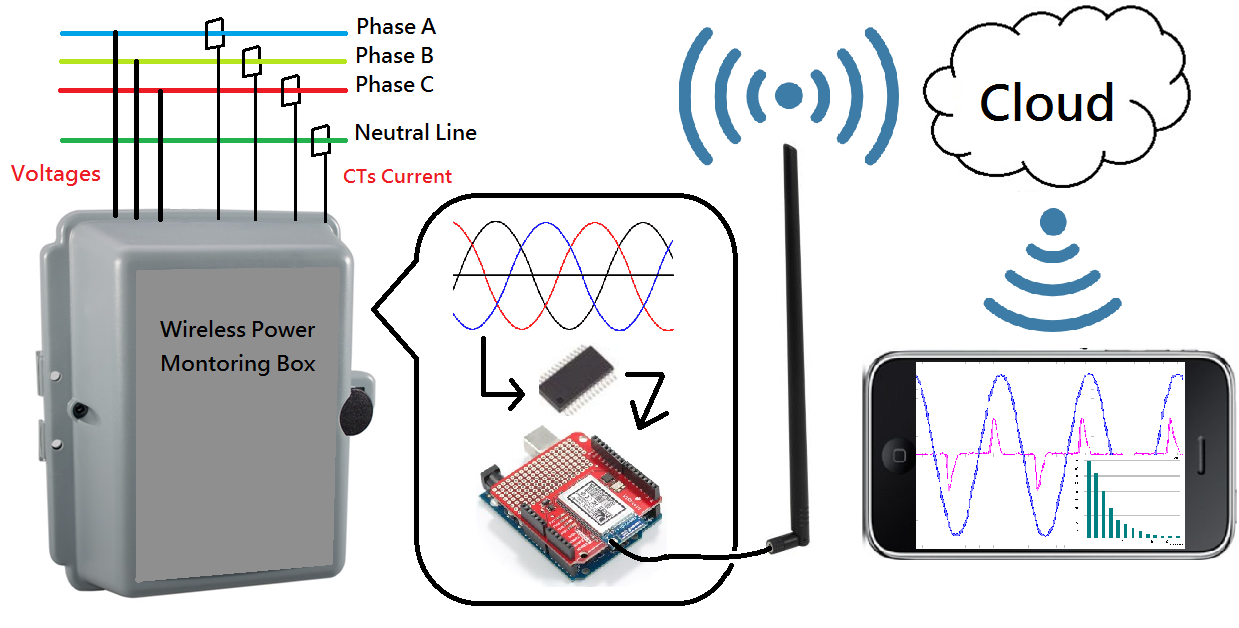 Phase A
Phase B
Phase C
Neutral Line
Voltages
CTs Current
Cloud
Wireless Power
Montoring Box